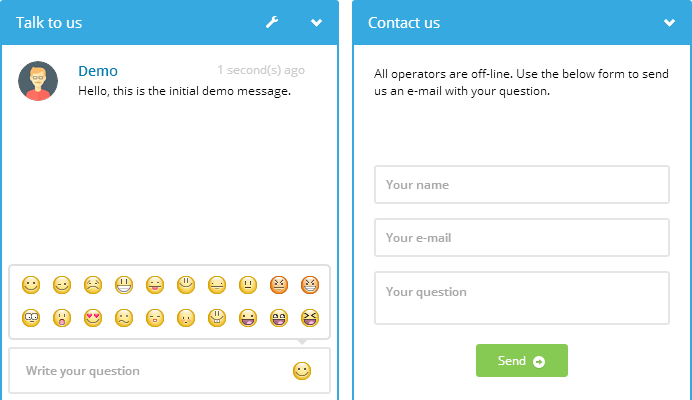 Talk to us
Demo
1 second(s) ago
Hello, this is the initial demo message.
Write your question
Contact us
All operators are off-line. Use the below form to send
us an e-mail with your question.
Your name
Your e-mail
Your question
Send